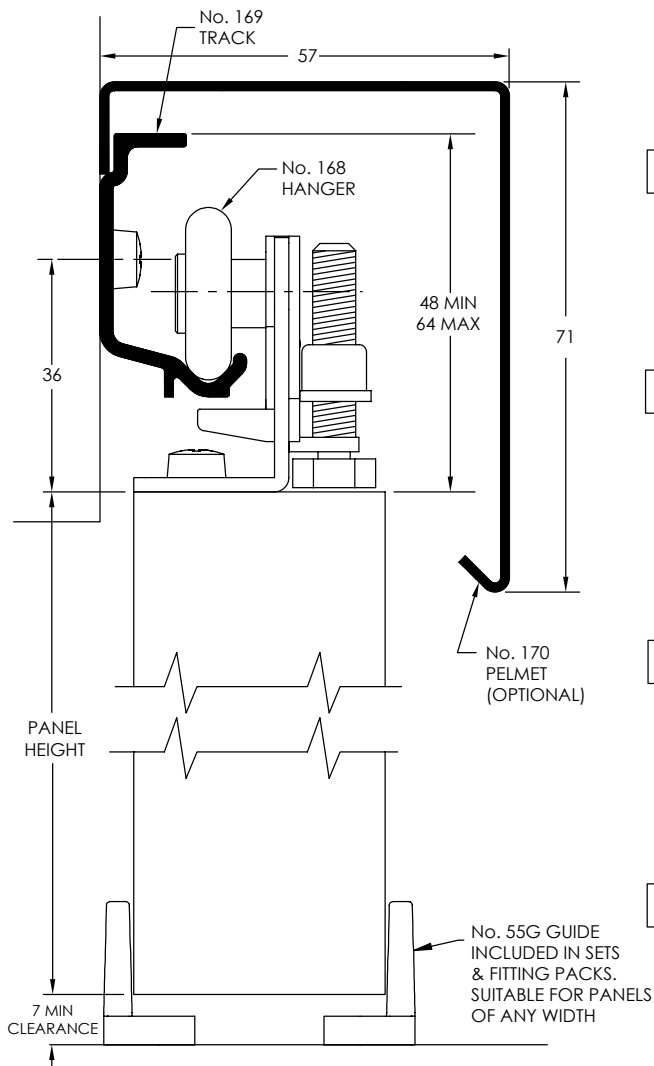 No. 169
TRACK
57
No. 168
HANGER
48 MIN
64 MAX
71
36
No. 170
PELMET
(OPTIONAL)
PANEL
HEIGHT
No. 55G GUIDE
INCLUDED IN SETS
& FITTING PACKS.
SUITABLE FOR PANELS
OF ANY WIDTH
7 MIN
CLEARANCE